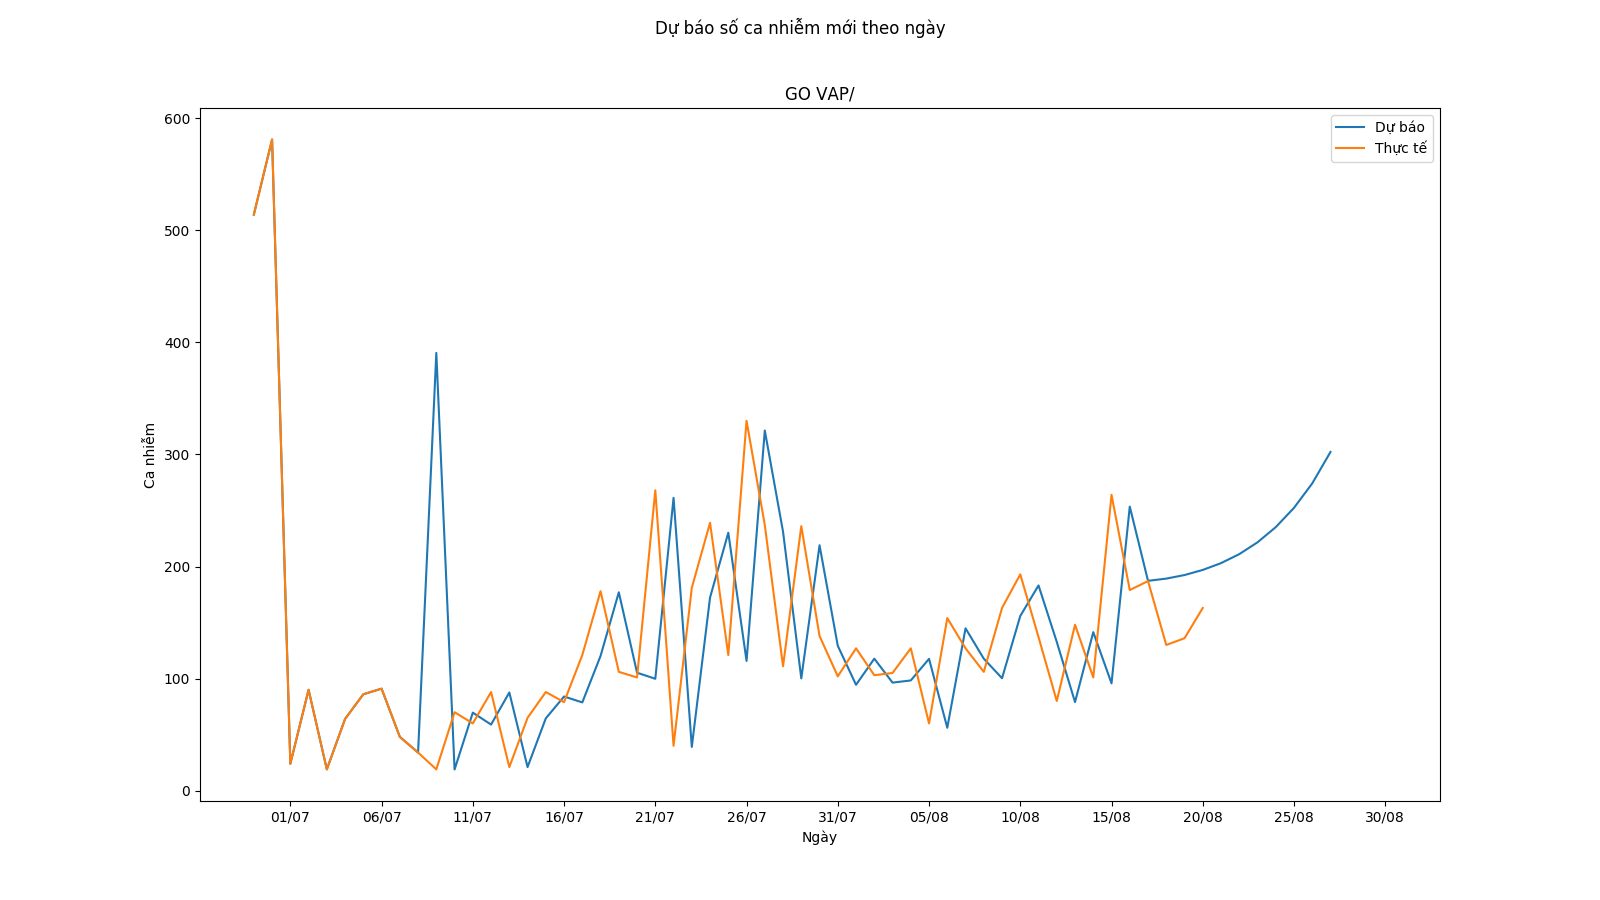 Dự báo số ca nhiễm mới theo ngày
GO VAP/
Dự báo
Thực tế
600
500
400
300
200
100
0
Ca nhiễm
01/07 06/07 11/07 16/07 21/07 26/07 31/07 05/08 10/08 15/08 20/08 25/08 30/08
Ngày